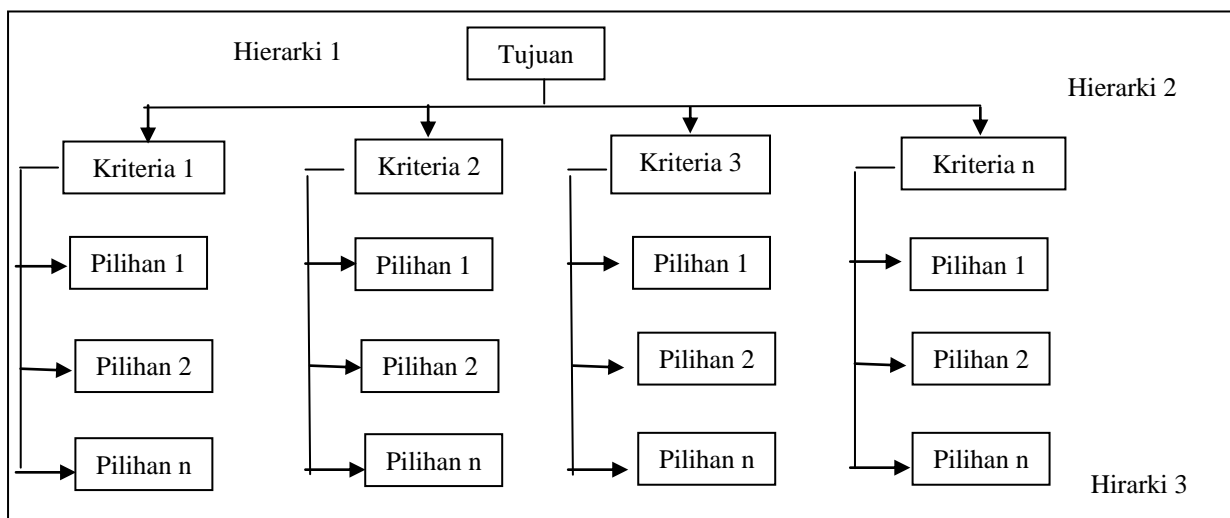 Hierarki 1
Tujuan
Hierarki 2
Kriteria 1
Kriteria 2
Kriteria 3
Kriteria n
Pilihan 1
Pilihan 1
Pilihan 1
Pilihan 1
Pilihan 2
Pilihan 2
Pilihan 2
Pilihan 2
Pilihan n
Pilihan n
Pilihan n
Pilihan n
Hirarki 3